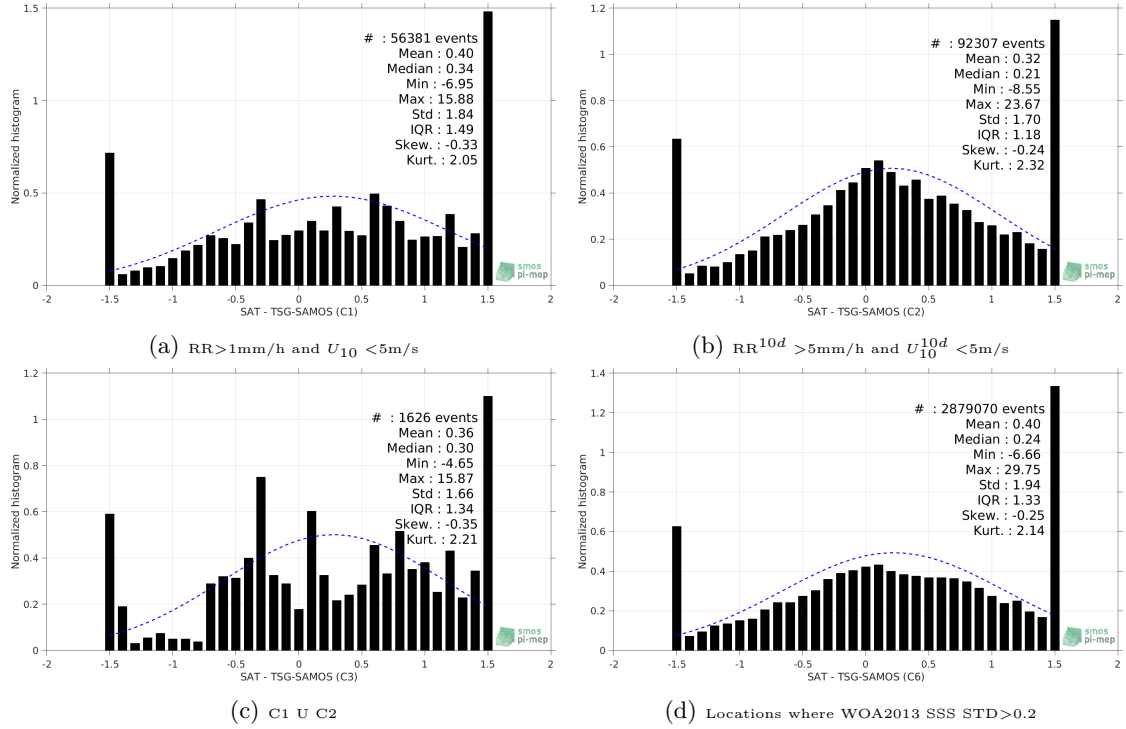 1.5
1
0.5
0
Normalized histogram
# : 56381 events
Mean : 0.40
Median : 0.34
Min : -6.95
Max : 15.88
Std : 1.84
IQR : 1.49
Skew. : -0.33
Kurt. : 2.05
smos
pi-mep
-2 -1.5 -1 -0.5 0 0.5 1 1.5 2
SAT - TSG-SAMOS (C1)
(a) RR>1mm/h and U10 <5m/s
1.2
1
0.8
0.6
0.4
0.2
0
Normalized histogram
# : 92307 events
Mean : 0.32
Median : 0.21
Min : -8.55
Max : 23.67
Std : 1.70
IQR : 1.18
Skew. : -0.24
Kurt. : 2.32
smos
pi-mep
-2 -1.5 -1 -0.5 0 0.5 1 1.5 2
SAT - TSG-SAMOS (C2)
(b) RR10d >5mm/h and U10 10d <5m/s
1.2
1
0.8
0.6
0.4
0.2
0
Normalized histogram
# : 1626 events
Mean : 0.36
Median : 0.30
Min : -4.65
Max : 15.87
Std : 1.66
IQR : 1.34
Skew. : -0.35
Kurt. : 2.21
smos
pi-mep
-2 -1.5 -1 -0.5 0 0.5 1 1.5 2
SAT - TSG-SAMOS (C3)
(c) C1 U C2
1.4
1.2
1
0.8
0.6
0.4
0.2
0
Normalized histogram
# : 2879070 events
Mean : 0.40
Median : 0.24
Min : -6.66
Max : 29.75
Std : 1.94
IQR : 1.33
Skew. : -0.25
Kurt. : 2.14
smos
pi-mep
-2 -1.5 -1 -0.5 0 0.5 1 1.5 2
SAT - TSG-SAMOS (C6)
(d) Locations where WOA2013 SSS STD>0.2